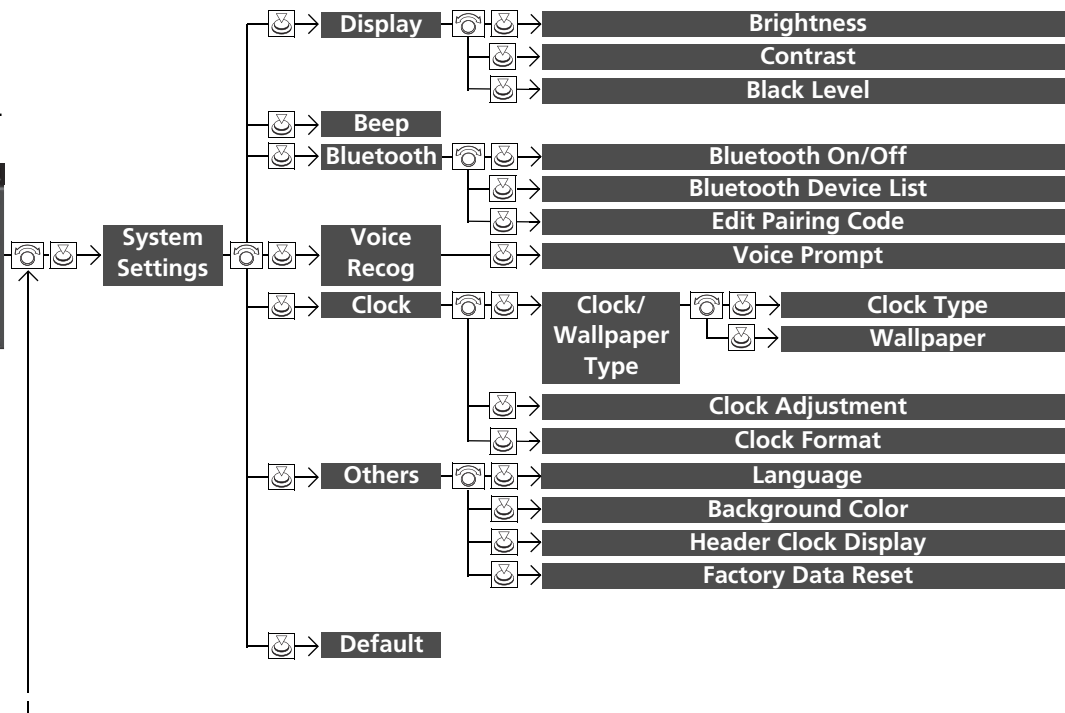 Display
Brightness
Contrast
Black Level
Beep
Bluetooth
Bluetooth On/Off
Bluetooth Device List
Edit Pairing Code
System
Settings
Voice
Recog
Voice Prompt
Clock
Clock/
Wallpaper
Type
Clock Type
Wallpaper
Clock Adjustment
Clock Format
Others
Language
Background Color
Header Clock Display
Factory Data Reset
Default